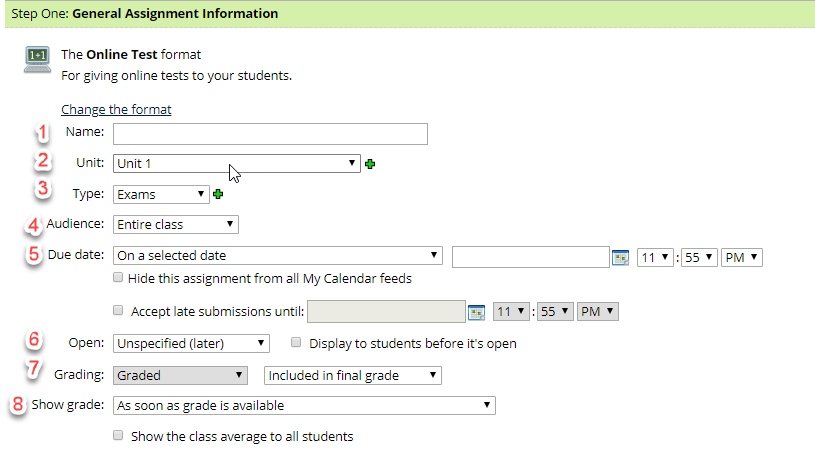 Step One: General Assignment Information
1+1
The Online Test format
For giving online tests to your students.
Change the format
1 Name:
2 Unit: Unit 1
3 Type: Exams
4 Audience: Entire class
5 Due date: On a selected date 11 : 55 PM
Hide this assignment from all My Calendar feeds
Accept late submissions until: 11 : 55 PM
6 Open: Unspecified (later) Display to students before it's open
7 Grading: Graded Included in final grade
8 Show grade: As soon as grade is available
Show the class average to all students